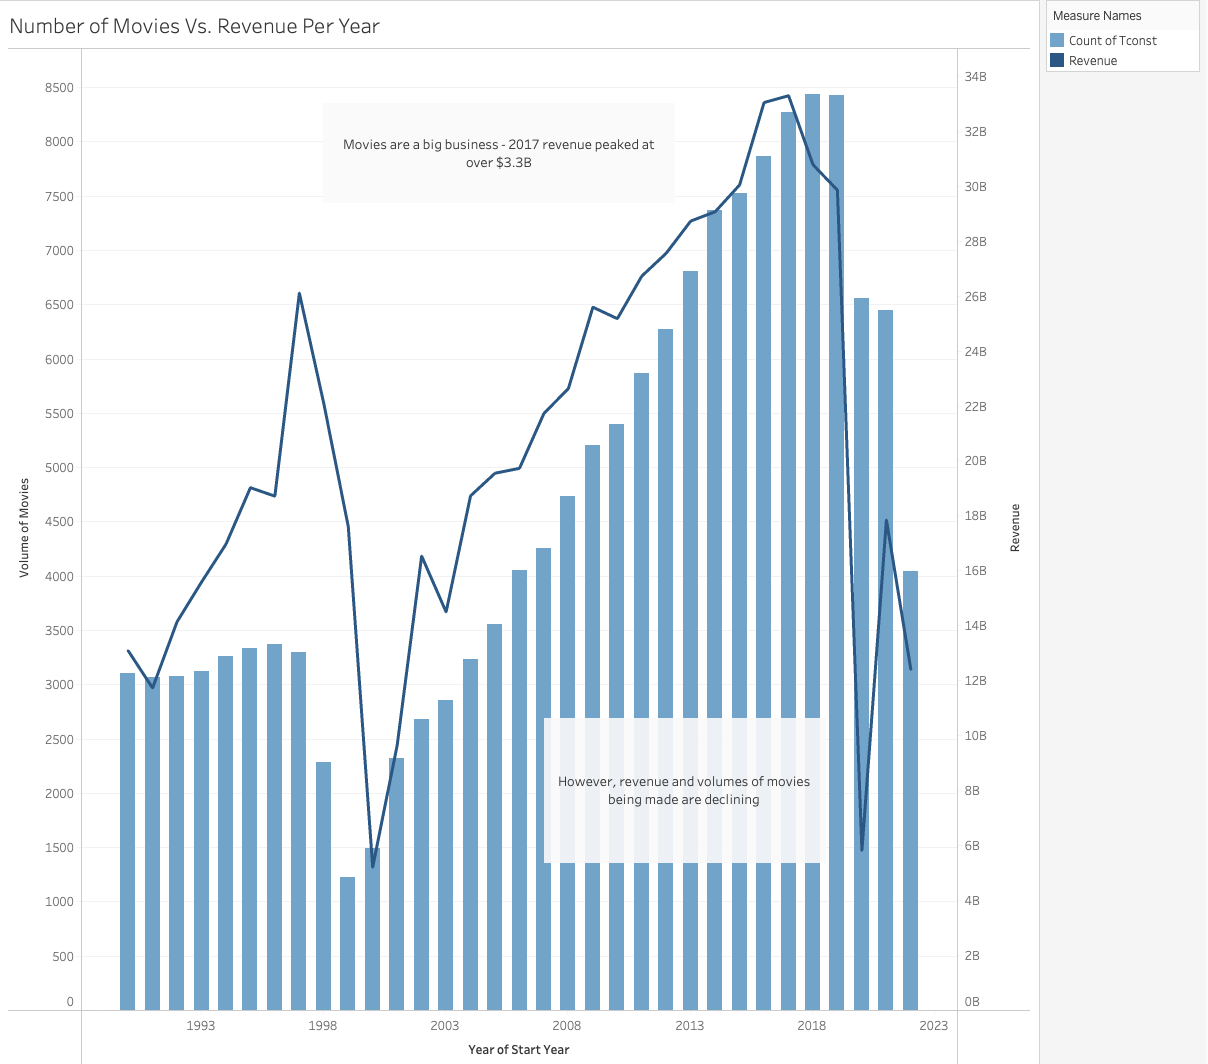 Number of Movies Vs. Revenue Per Year
Measure Names
Count of Tconst
Revenue
Movies are a big business - 2017 revenue peaked at
over $3.3B
However, revenue and volumes of movies
being made are declining
Volume of Movies
8500
8000
7500
7000
6500
6000
5500
5000
4500
4000
3500
3000
2500
2000
1500
1000
500
0
34B
32B
30B
28B
26B
24B
22B
20B
18B
16B
14B
12B
10B
8B
6B
4B
2B
0B
Revenue
1993
1998
2003
2008
2013
2018
2023
Year of Start Year